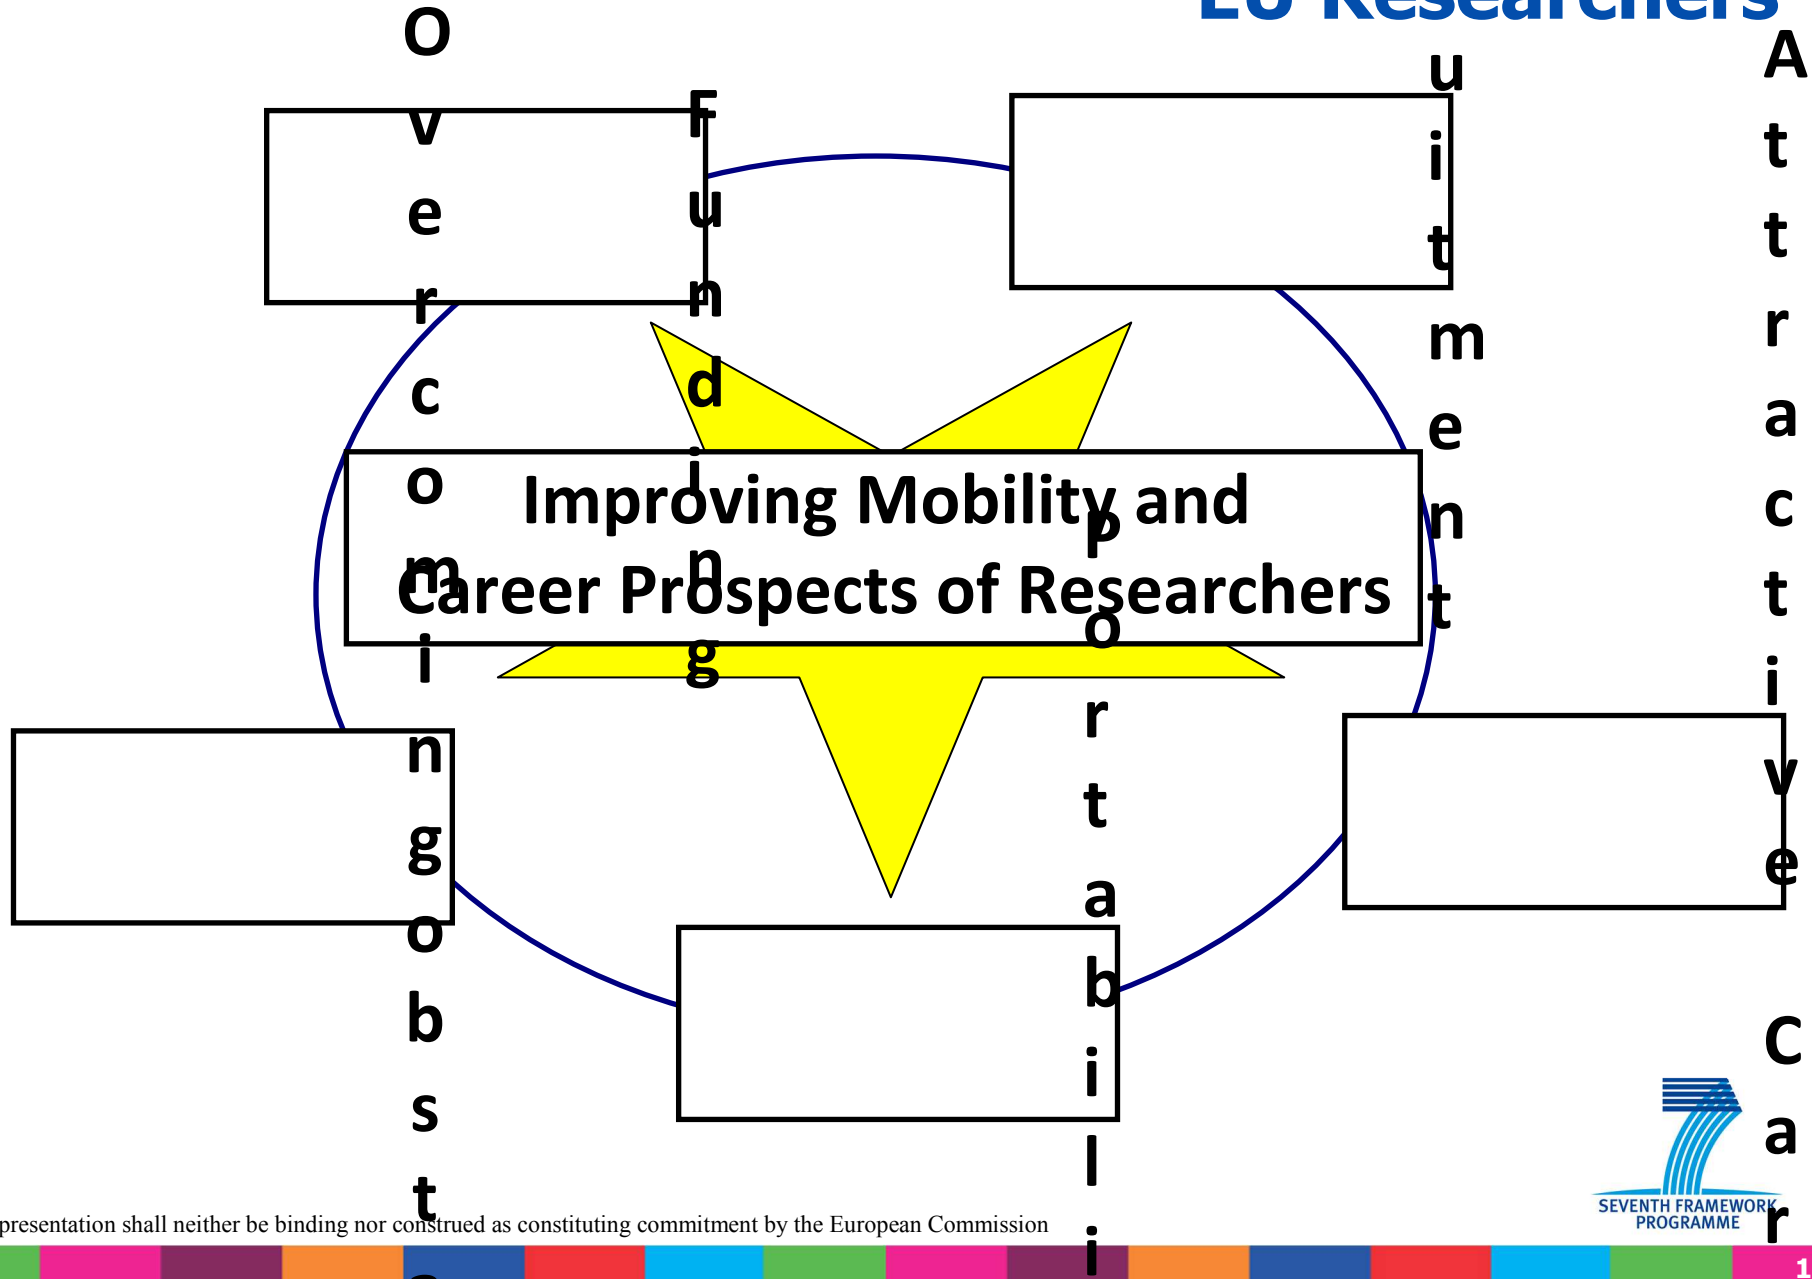 EU Researchers
Overcoming obst
Funding
uitment
Attractive Car
Improving Mobility and
Career Prospects of Researchers
Portabili
SEVENTH FRAMEWORK
PROGRAMME
presentation shall neither be binding nor construed as constituting commitment by the European Commission
1